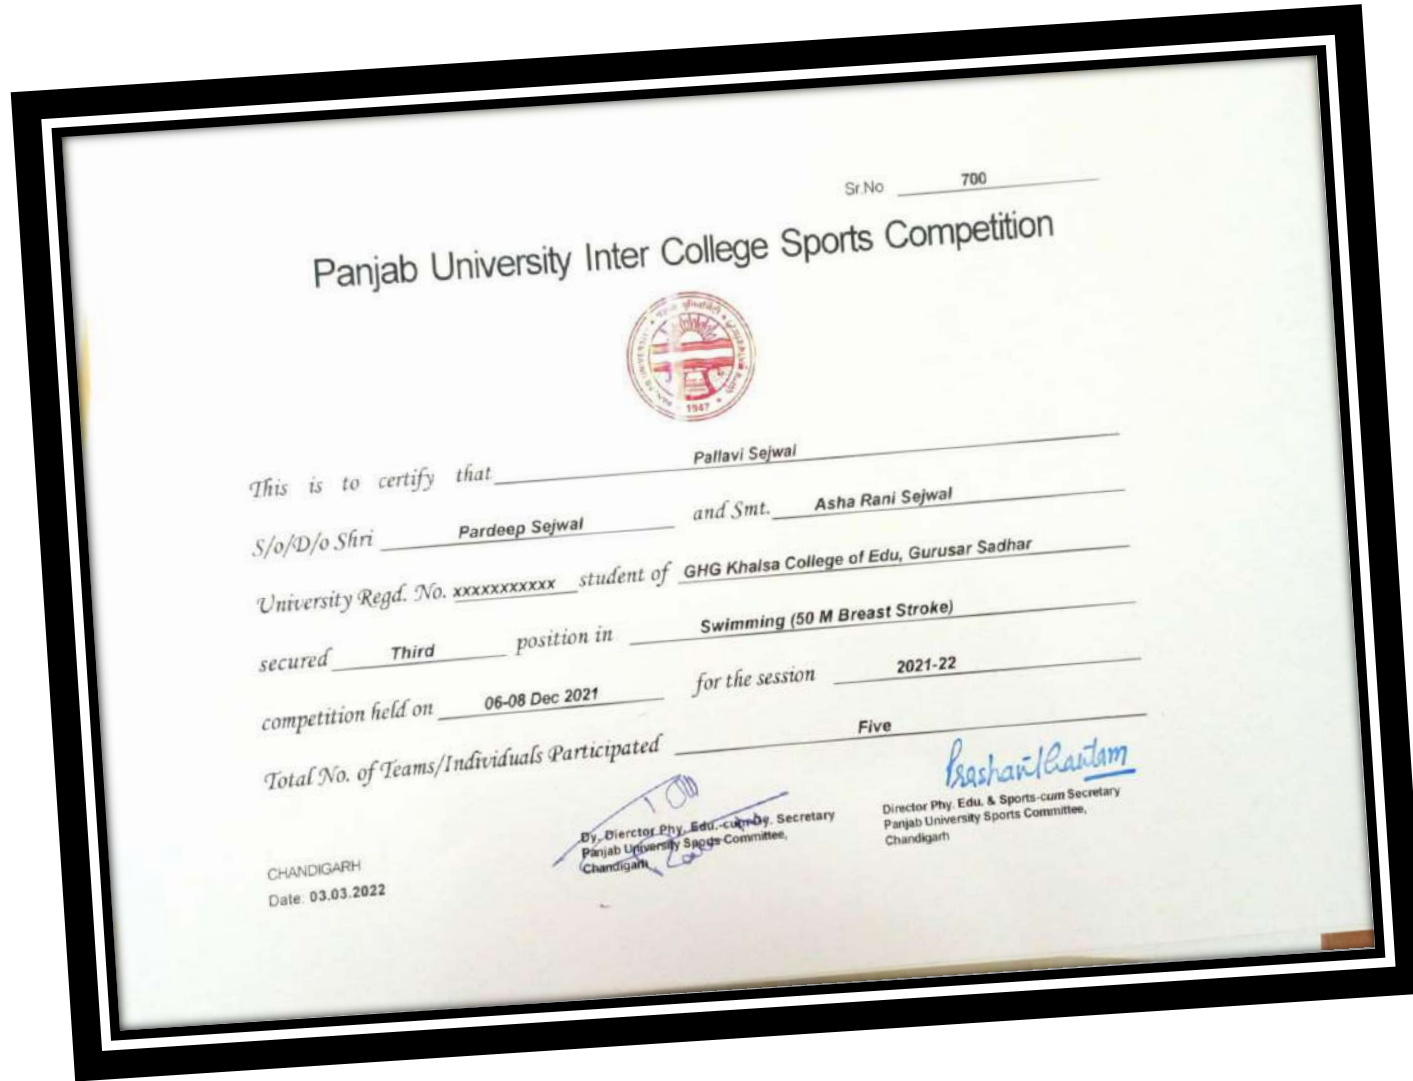 Sr.No 700
Panjab University Inter College Sports Competition
1947
This is to certify that Pallavi Sejwal
S/o/D/o Shri Pardeep Sejwal and Smt. Asha Rani Sejwal
University Regd. No. xxxxxxxxxxx student of GHG Khalsa College of Edu, Gurusar Sadhar
secured Third position in Swimming (50 M Breast Stroke)
competition held on 06-08 Dec 2021 for the session 2021-22
Total No. of Teams/Individuals Participated Five
Prashant Gautam
Dy. Dierctor Phy. Edu.-cum-Dy. Secretary
Panjab University Sports Committee,
Chandigarh
Director Phy. Edu. & Sports-cum Secretary
Panjab University Sports Committee,
Chandigarh
CHANDIGARH
Date: 03.03.2022